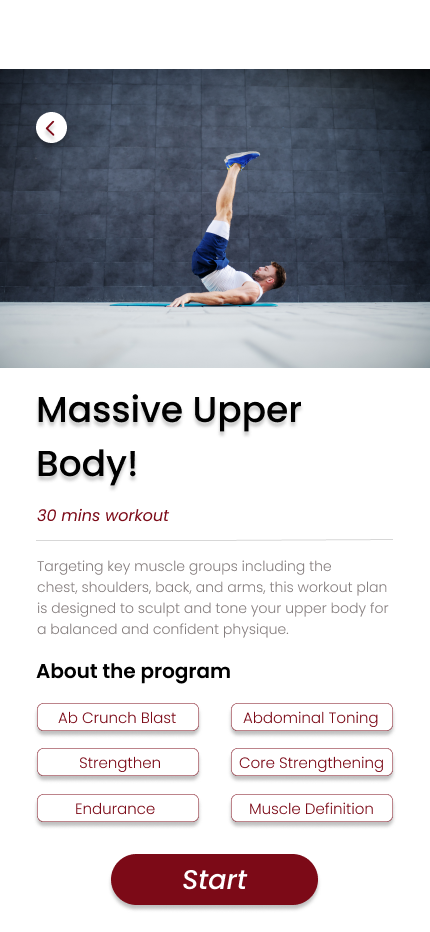 Massive Upper
Body!
30 mins workout
Targeting key muscle groups including the
chest, shoulders, back, and arms, this workout plan
is designed to sculpt and tone your upper body for
a balanced and confident physique.
About the program
Ab Crunch Blast
Abdominal Toning
Strengthen
Core Strengthening
Endurance
Muscle Definition
Start